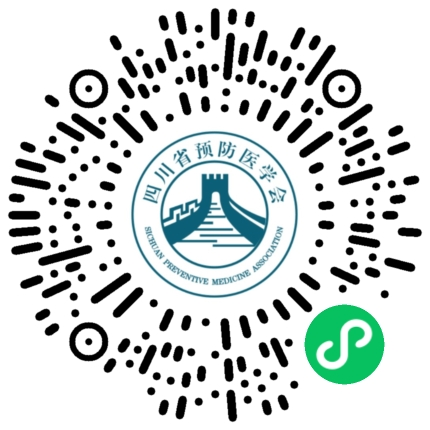 四川省预防医学会
SICHUAN PREVENTIVE MEDICINE ASSOCIATION